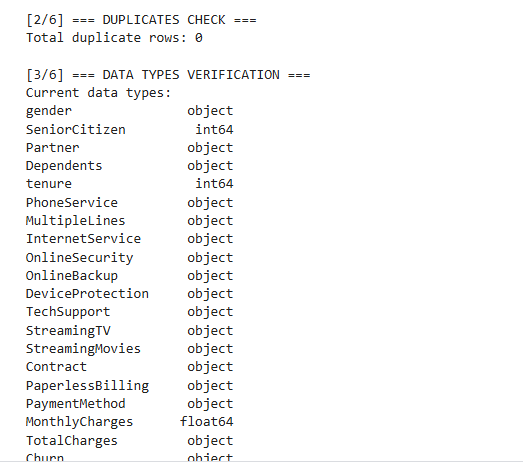 [2/6] === DUPLICATES CHECK ===
Total duplicate rows: 0
[3/6] === DATA TYPES VERIFICATION ===
Current data types:
gender object
SeniorCitizen int64
Partner object
Dependents object
tenure int64
PhoneService object
MultipleLines object
InternetService object
OnlineSecurity object
OnlineBackup object
DeviceProtection object
TechSupport object
StreamingTV object
StreamingMovies object
Contract object
PaperlessBilling object
PaymentMethod object
MonthlyCharges float64
TotalCharges object
Churn object